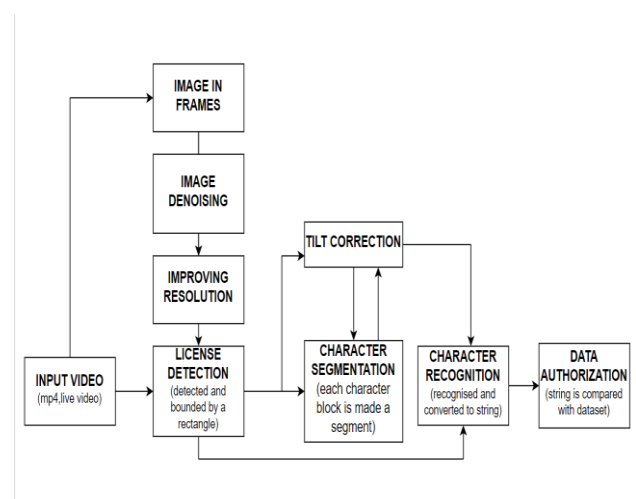 IMAGE IN
FRAMES
IMAGE
DENOISING
TILT CORRECTION
IMPROVING
RESOLUTION
INPUT VIDEO
(mp4,live video)
LICENSE
DETECTION
(detected and
bounded by a
rectangle)
CHARACTER
SEGMENTATION
(each character
block is made a
segment)
CHARACTER
RECOGNITION
(recognised and
converted to string)
DATA
AUTHORIZATION
(string is compared
with dataset)